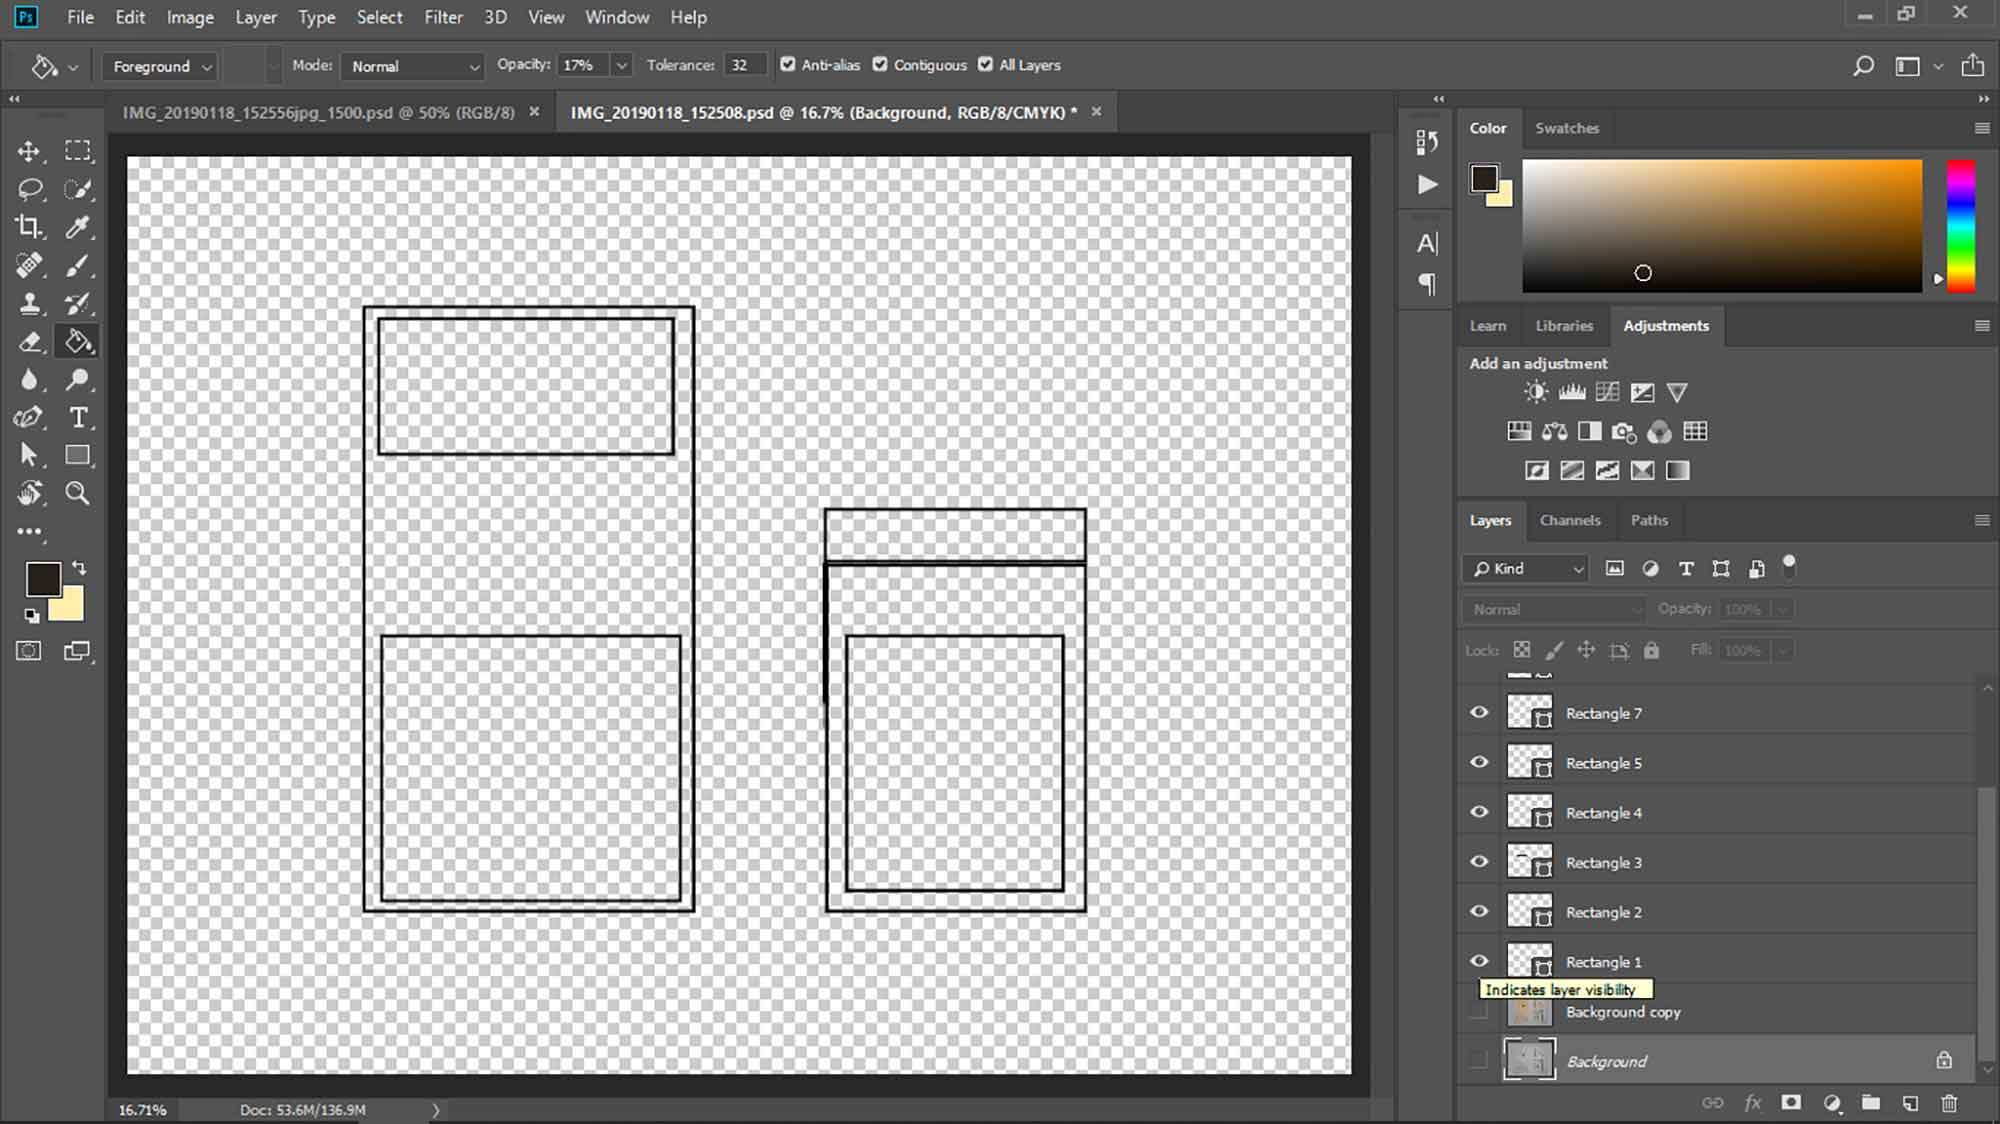 Ps File Edit Image Layer Type Select Filter 3D View Window Help
Foreground Mode: Normal Opacity: 17% Tolerance: 32 Anti-alias Contiguous All Layers
IMG_20190118_152556jpg_1500.psd @ 50% (RGB/8) × IMG_20190118_152508.psd @ 16.7% (Background, RGB/8/CMYK) * ×
Color Swatches
Learn Libraries Adjustments
Add an adjustment
Layers Channels Paths
Kind
Normal Opacity: 100%
Lock: Fill: 100%
Rectangle 7
Rectangle 5
Rectangle 4
Rectangle 3
Rectangle 2
Rectangle 1
Indicates layer visibility
Background copy
Background
16.71% Doc: 53.6M/136.9M
fx